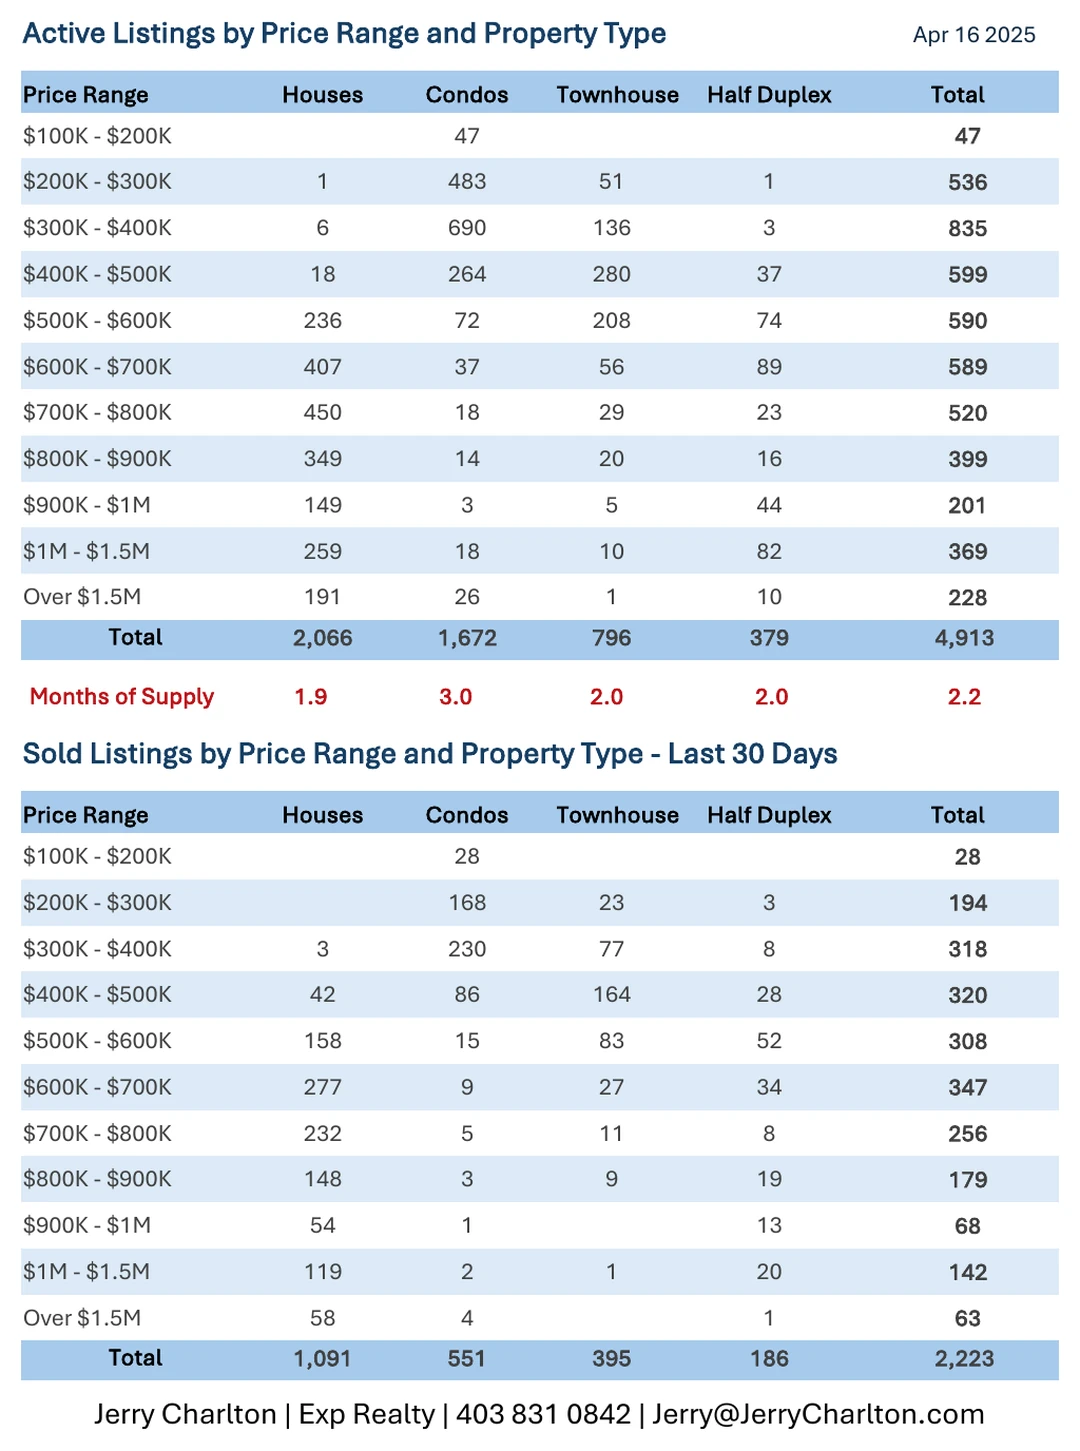 Active Listings by Price Range and Property Type Apr 16 2025
Price Range Houses Condos Townhouse Half Duplex Total
$100K - $200K 47 47
$200K - $300K 1 483 51 1 536
$300K - $400K 6 690 136 3 835
$400K - $500K 18 264 280 37 599
$500K - $600K 236 72 208 74 590
$600K - $700K 407 37 56 89 589
$700K - $800K 450 18 29 23 520
$800K - $900K 349 14 20 16 399
$900K - $1M 149 3 5 44 201
$1M - $1.5M 259 18 10 82 369
Over $1.5M 191 26 1 10 228
Total 2,066 1,672 796 379 4,913
Months of Supply 1.9 3.0 2.0 2.0 2.2
Sold Listings by Price Range and Property Type - Last 30 Days
Price Range Houses Condos Townhouse Half Duplex Total
$100K - $200K 28 28
$200K - $300K 168 23 3 194
$300K - $400K 3 230 77 8 318
$400K - $500K 42 86 164 28 320
$500K - $600K 158 15 83 52 308
$600K - $700K 277 9 27 34 347
$700K - $800K 232 5 11 8 256
$800K - $900K 148 3 9 19 179
$900K - $1M 54 1 13 68
$1M - $1.5M 119 2 1 20 142
Over $1.5M 58 4 1 63
Total 1,091 551 395 186 2,223
Jerry Charlton | Exp Realty | 403 831 0842 | Jerry@JerryCharlton.com